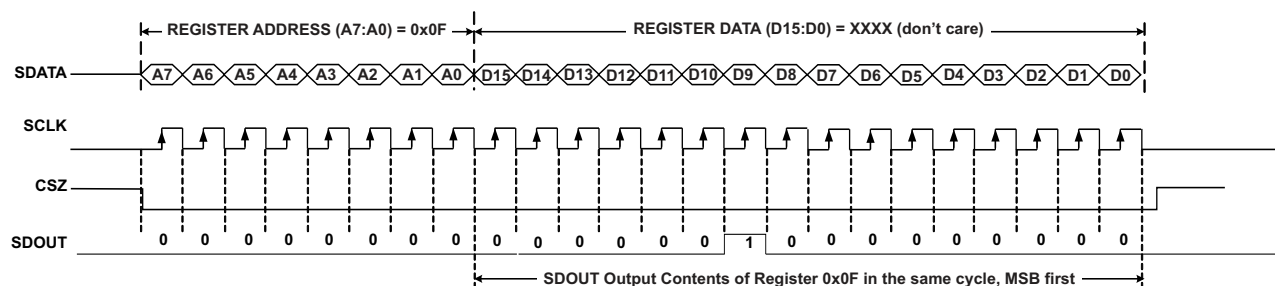 REGISTER ADDRESS (A7:A0) = 0x0F REGISTER DATA (D15:D0) = XXXX (don't care)
SDATA A7 A6 A5 A4 A3 A2 A1 A0 D15 D14 D13 D12 D11 D10 D9 D8 D7 D6 D5 D4 D3 D2 D1 D0
SCLK
CSZ
SDOUT 0 0 0 0 0 0 0 0 0 0 0 0 0 0 1 0 0 0 0 0 0 0 0 0
SDOUT Output Contents of Register 0x0F in the same cycle, MSB first